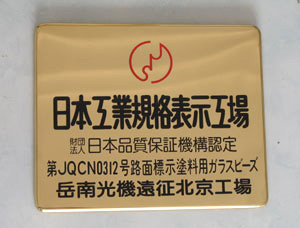 日本工業規格表示工場
財団法人 日本品質保証機構認定
第JQCN0312号路面標示塗料用ガラスビーズ
岳南光機遠征北京工場